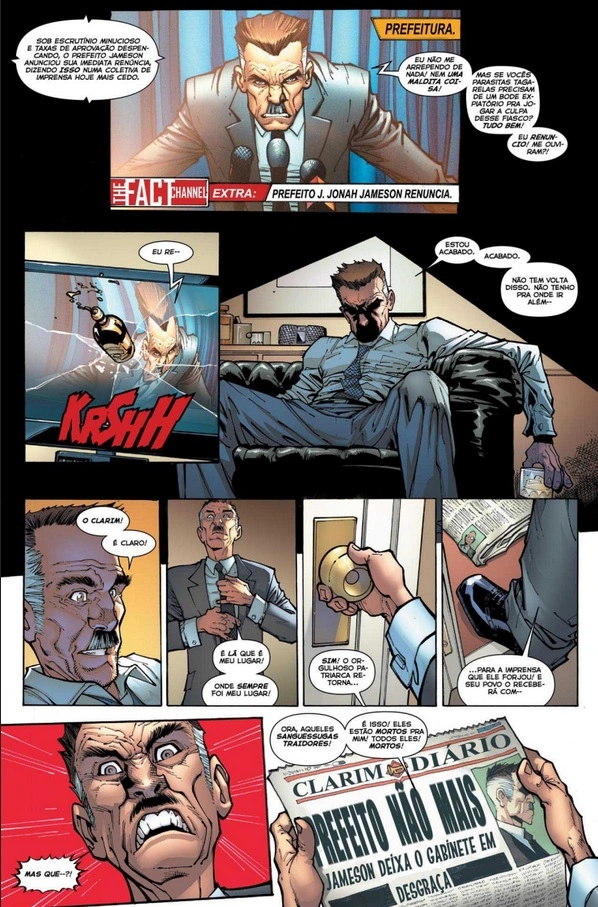 SOB ESCRUTÍNIO MINUCIOSO
E TAXAS DE APROVAÇÃO DESPEN-
CANDO, O PREFEITO JAMESON
ANUNCIOU SUA IMEDIATA RENÚNCIA,
DIZENDO ISSO NUMA COLETIVA DE
IMPRENSA HOJE MAIS CEDO.
PREFEITURA.
EU NÃO ME
ARREPENDO DE
NADA! NEM UMA
MALDITA COI-
SA!
MAS SE VOCÊS
PARASITAS TAGA-
RELAS PRECISAM
DE UM BODE EX-
PIATÓRIO PRA JO-
GAR A CULPA
DESSE FIASCO?
TUDO BEM!
EU RENUN-
CIO! ME OUVI-
RAM?!
THE FACT CHANNEL
EXTRA: PREFEITO J. JONAH JAMESON RENUNCIA.
EU RE--
KRSHH
ESTOU
ACABADO.
ACABADO.
NÃO TEM VOLTA
DISSO. NÃO TENHO
PRA ONDE IR
ALÉM--
O CLARIM!
É CLARO!
É LÁ QUE É
MEU LUGAR!
ONDE SEMPRE
FOI MEU LUGAR!
SIM! O OR-
GULHOSO PA-
TRIARCA RE-
TORNA...
...PARA A IMPRENSA
QUE ELE FORJOU! E
SEU POVO O RECEBE-
RÁ COM--
MAS QUE--?!
ORA, AQUELES
SANGUESSUGAS
TRAIDORES!
É ISSO! ELES
ESTÃO MORTOS PRA
MIM! TODOS ELES!
MORTOS!
CLARIM DIÁRIO
PREFEITO NÃO MAIS
JAMESON DEIXA O GABINETE EM
DESGRAÇA